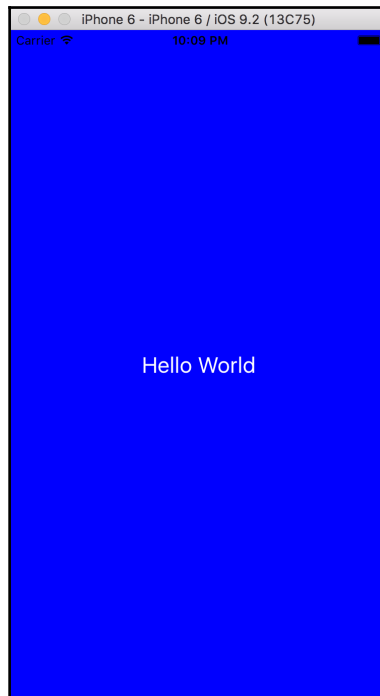 iPhone 6 - iPhone 6 / iOS 9.2 (13C75)
Carrier 10:09 PM
Hello World